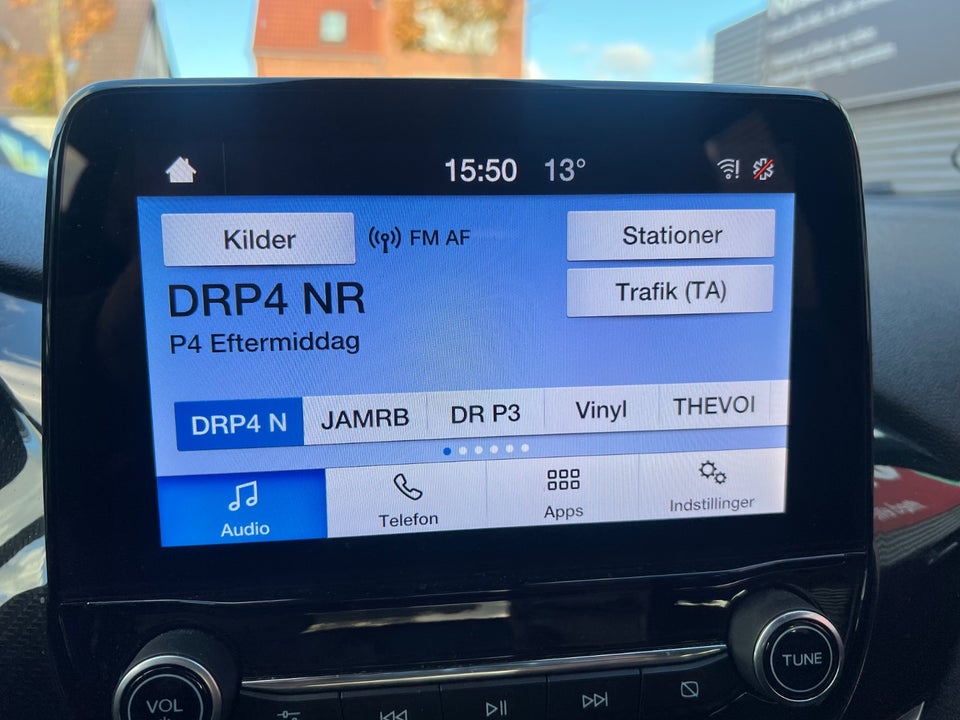 15:50 13°
Kilder FM AF Stationer
DRP4 NR Trafik (TA)
P4 Eftermiddag
DRP4 N JAMRB DR P3 Vinyl THEVOI
Audio Telefon Apps Indstillinger
VOL TUNE